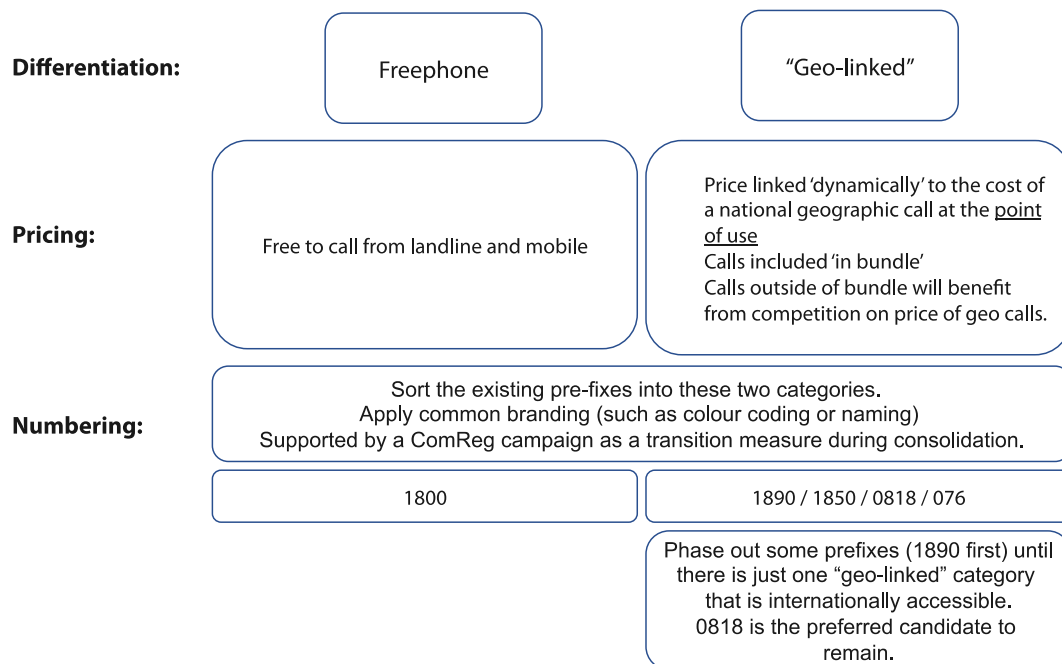 Differentiation:
Freephone
“Geo-linked”
Pricing:
Free to call from landline and mobile
Price linked ‘dynamically’ to the cost of
a national geographic call at the point
of use
Calls included ‘in bundle’
Calls outside of bundle will benefit
from competition on price of geo calls.
Numbering:
Sort the existing pre-fixes into these two categories.
Apply common branding (such as colour coding or naming)
Supported by a ComReg campaign as a transition measure during consolidation.
1800
1890 / 1850 / 0818 / 076
Phase out some prefixes (1890 first) until
there is just one “geo-linked” category
that is internationally accessible.
0818 is the preferred candidate to
remain.